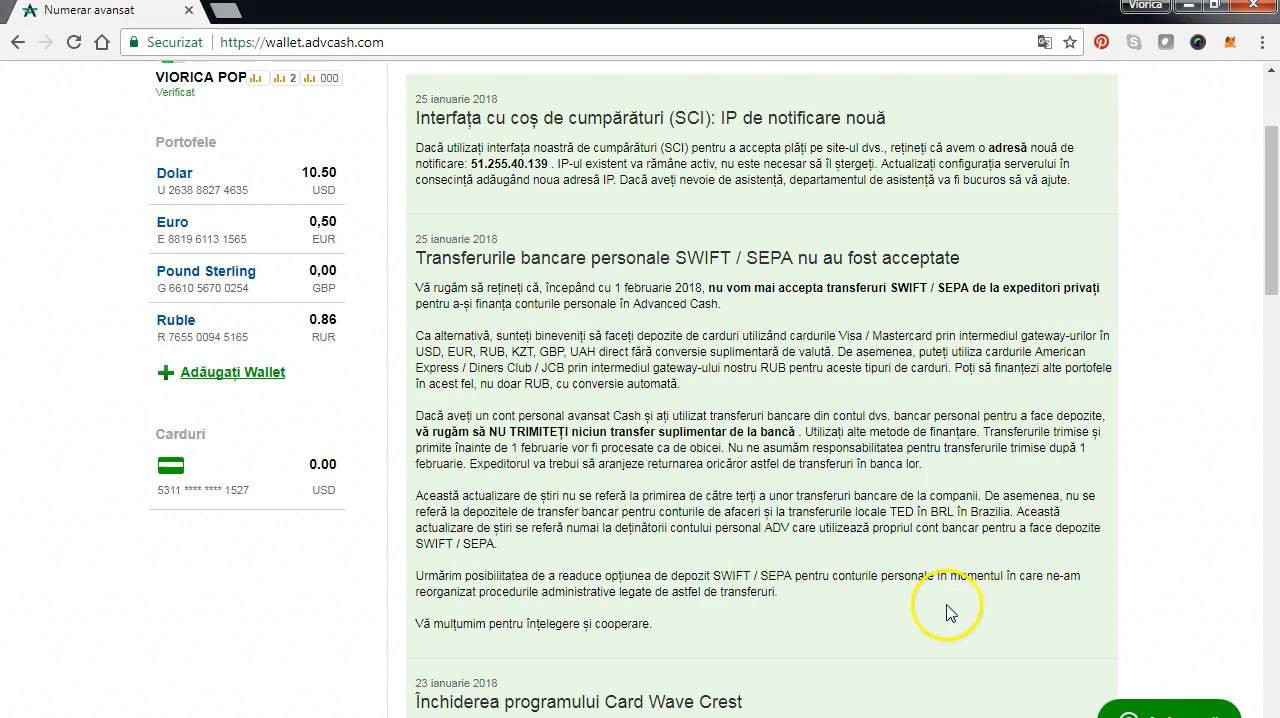 Numerar avansat
Viorica
Securizat
https://wallet.advcash.com
VIORICA POP
2
000
Verificat
Portofele
Dolar 10.50
U 2638 8827 4635 USD
Euro 0,50
E 8819 6113 1565 EUR
Pound Sterling 0,00
G 6610 5670 0254 GBP
Ruble 0.86
R 7655 0094 5165 RUR
Adăugați Wallet
Carduri
0.00
5311 **** **** 1527 USD
25 ianuarie 2018
Interfața cu coș de cumpărături (SCI): IP de notificare nouă
Dacă utilizați interfața noastră de cumpărături (SCI) pentru a accepta plăți pe site-ul dvs., rețineți că avem o adresă nouă de
notificare: 51.255.40.139 . IP-ul existent va rămâne activ, nu este necesar să îl ștergeți. Actualizați configurația serverului în
consecință adăugând noua adresă IP. Dacă aveți nevoie de asistență, departamentul de asistență va fi bucuros să vă ajute.
25 ianuarie 2018
Transferurile bancare personale SWIFT / SEPA nu au fost acceptate
Vă rugăm să rețineți că, începând cu 1 februarie 2018, nu vom mai accepta transferuri SWIFT / SEPA de la expeditori privați
pentru a-și finanța conturile personale în Advanced Cash.
Ca alternativă, sunteți bineveniți să faceți depozite de carduri utilizând cardurile Visa / Mastercard prin intermediul gateway-urilor în
USD, EUR, RUB, KZT, GBP, UAH direct fără conversie suplimentară de valută. De asemenea, puteți utiliza cardurile American
Express / Diners Club / JCB prin intermediul gateway-ului nostru RUB pentru aceste tipuri de carduri. Poți să finanțezi alte portofele
în acest fel, nu doar RUB, cu conversie automată.
Dacă aveți un cont personal avansat Cash și ați utilizat transferuri bancare din contul dvs. bancar personal pentru a face depozite,
vă rugăm să NU TRIMITEȚI niciun transfer suplimentar de la bancă . Utilizați alte metode de finanțare. Transferurile trimise și
primite înainte de 1 februarie vor fi procesate ca de obicei. Nu ne asumăm responsabilitatea pentru transferurile trimise după 1
februarie. Expeditorul va trebui să aranjeze returnarea oricăror astfel de transferuri în banca lor.
Această actualizare de știri nu se referă la primirea de către terți a unor transferuri bancare de la companii. De asemenea, nu se
referă la depozitele de transfer bancar pentru conturile de afaceri și la transferurile locale TED în BRL în Brazilia. Această
actualizare de știri se referă numai la deținătorii contului personal ADV care utilizează propriul cont bancar pentru a face depozite
SWIFT / SEPA.
Urmărim posibilitatea de a readuce opțiunea de depozit SWIFT / SEPA pentru conturile personale în momentul în care ne-am
reorganizat procedurile administrative legate de astfel de transferuri.
Vă mulțumim pentru înțelegere și cooperare.
23 ianuarie 2018
Închiderea programului Card Wave Crest